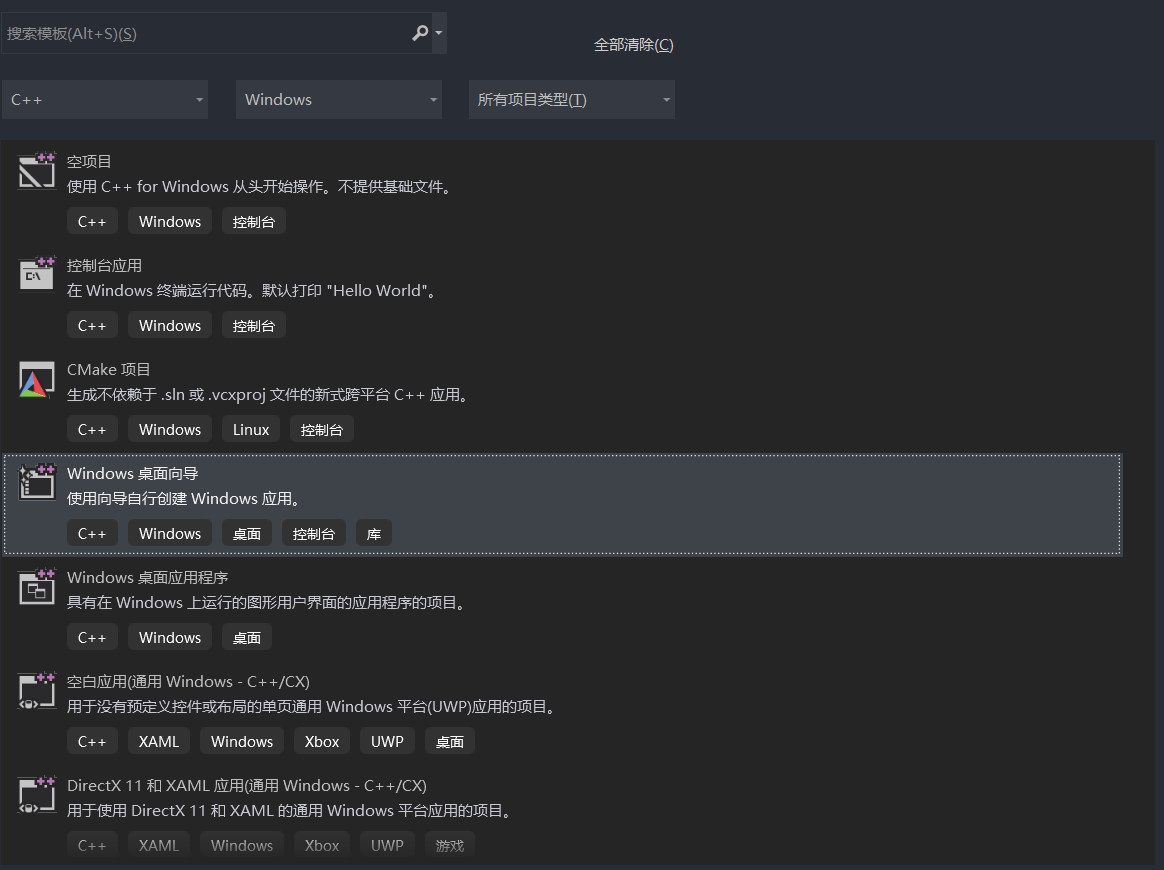 搜索模板(Alt+S)(S)
全部清除(C)
C++ Windows 所有项目类型(T)
空项目
使用 C++ for Windows 从头开始操作。不提供基础文件。
C++ Windows 控制台
控制台应用
在 Windows 终端运行代码。默认打印 "Hello World"。
C++ Windows 控制台
CMake 项目
生成不依赖于 .sln 或 .vcxproj 文件的新式跨平台 C++ 应用。
C++ Windows Linux 控制台
Windows 桌面向导
使用向导自行创建 Windows 应用。
C++ Windows 桌面 控制台 库
Windows 桌面应用程序
具有在 Windows 上运行的图形用户界面的应用程序的项目。
C++ Windows 桌面
空白应用(通用 Windows - C++/CX)
用于没有预定义控件或布局的单页通用 Windows 平台(UWP)应用的项目。
C++ XAML Windows Xbox UWP 桌面
DirectX 11 和 XAML 应用(通用 Windows - C++/CX)
用于使用 DirectX 11 和 XAML 的通用 Windows 平台应用的项目。
C++ XAML Windows Xbox UWP 游戏